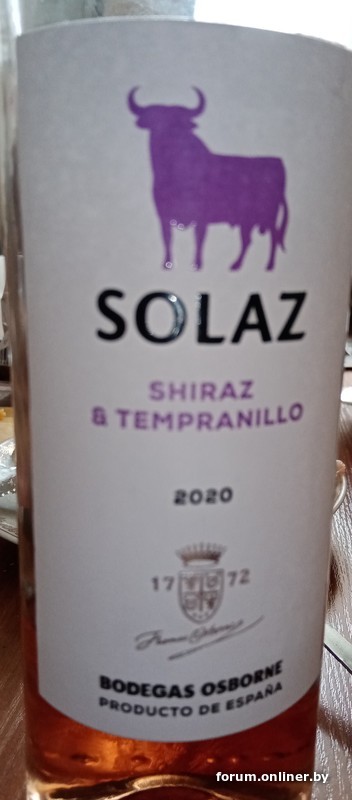 SOLAZ
SHIRAZ
& TEMPRANILLO
2020
17 72
BODEGAS OSBORNE
PRODUCTO DE ESPAÑA
forum.onliner.by